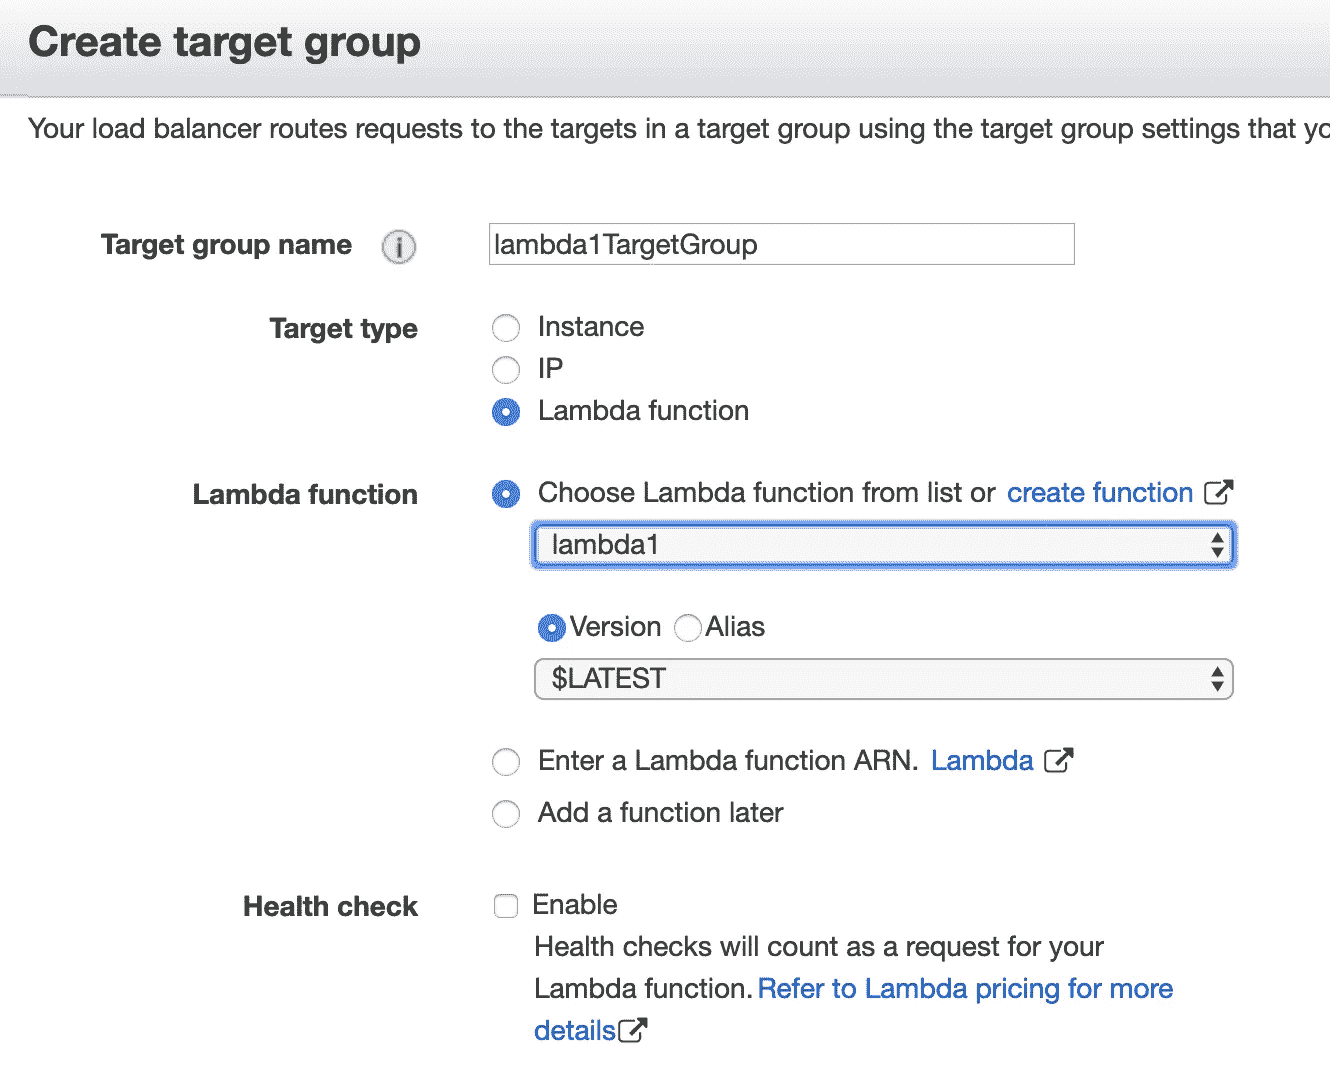 Create target group
Your load balancer routes requests to the targets in a target group using the target group settings that yo
Target group name i lambda1TargetGroup
Target type Instance
IP
Lambda function
Lambda function Choose Lambda function from list or create function
lambda1
Version Alias
$LATEST
Enter a Lambda function ARN. Lambda
Add a function later
Health check Enable
Health checks will count as a request for your
Lambda function. Refer to Lambda pricing for more
details